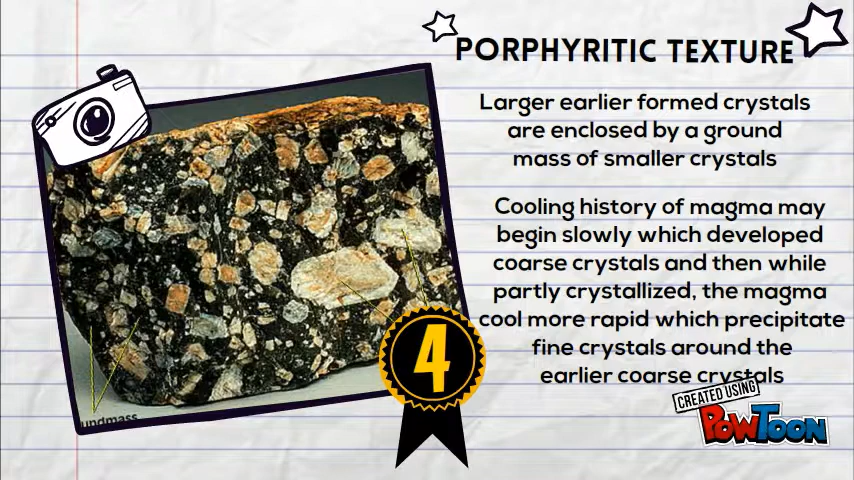 PORPHYRITIC TEXTURE
Larger earlier formed crystals
are enclosed by a ground
mass of smaller crystals
Cooling history of magma may
begin slowly which developed
coarse crystals and then while
partly crystallized, the magma
cool more rapid which precipitate
fine crystals around the
earlier coarse crystals
4
undmass
CREATED USING
POWTOON